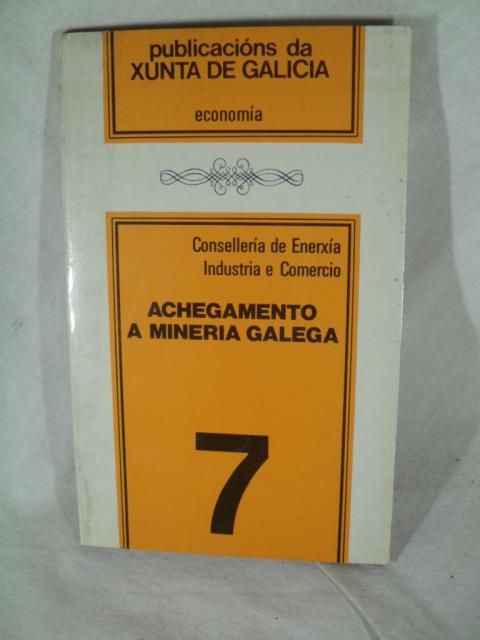 publicacións da
XUNTA DE GALICIA
economía
Consellería de Enerxía
Industria e Comercio
ACHEGAMENTO
A MINERIA GALEGA
7